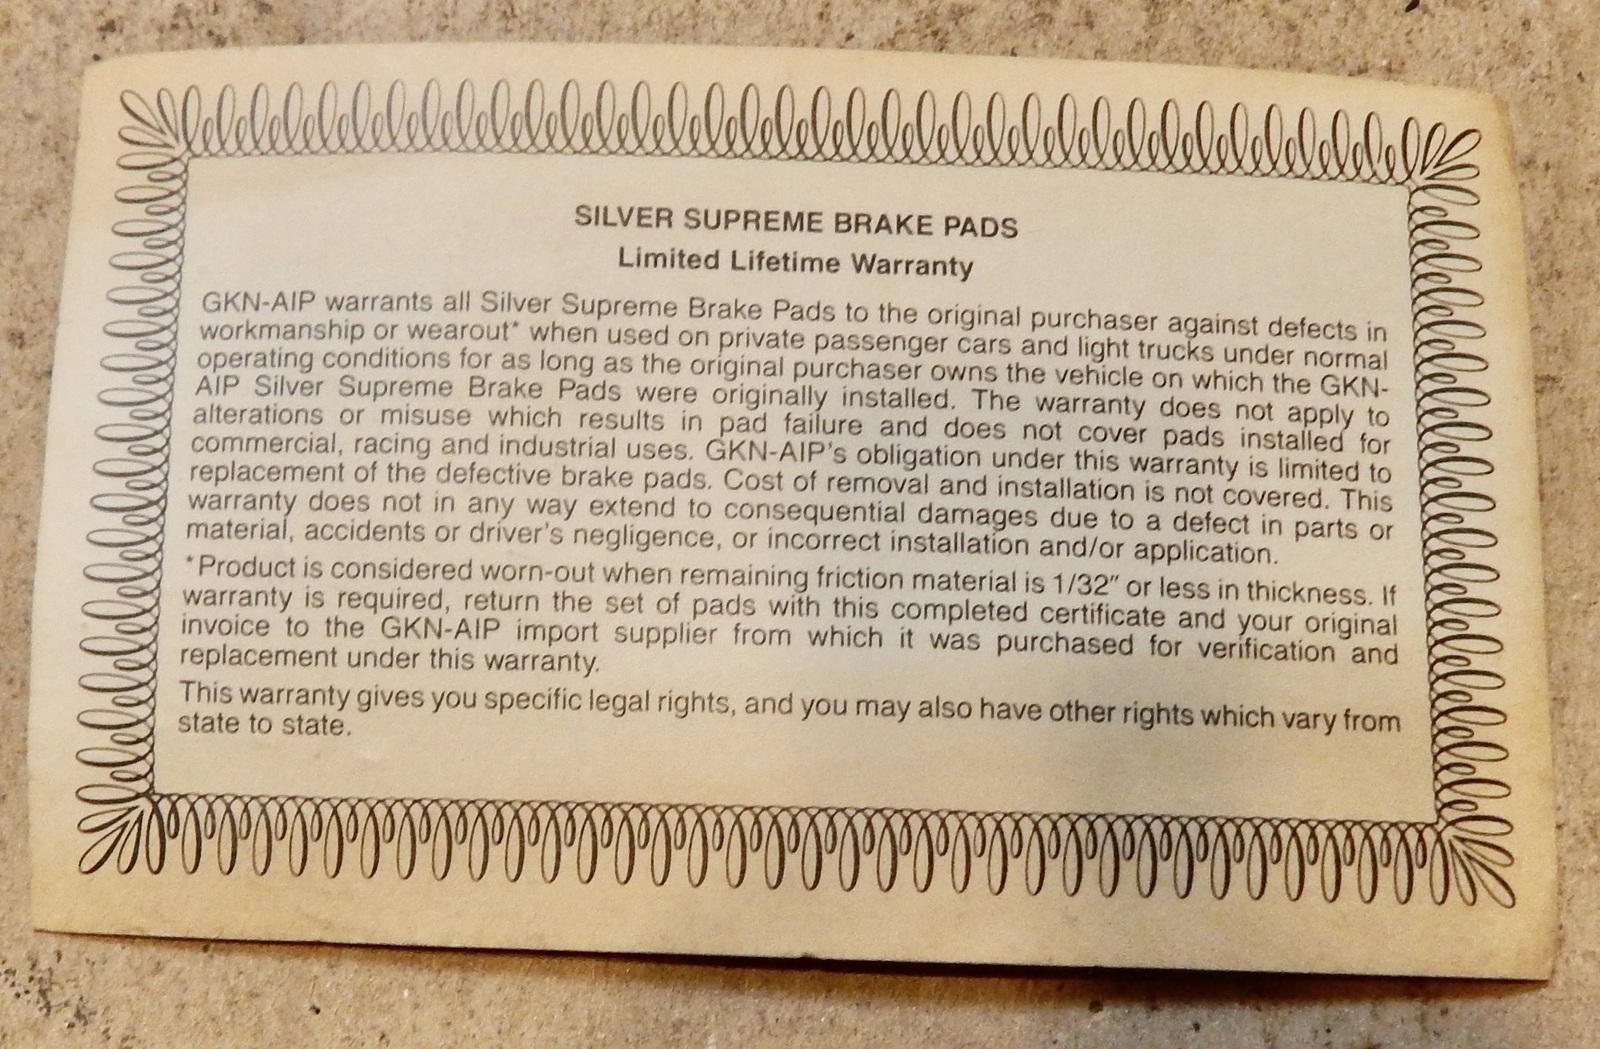 SILVER SUPREME BRAKE PADS
Limited Lifetime Warranty
GKN-AIP warrants all Silver Supreme Brake Pads to the original purchaser against defects in
workmanship or wearout* when used on private passenger cars and light trucks under normal
operating conditions for as long as the original purchaser owns the vehicle on which the GKN-
AIP Silver Supreme Brake Pads were originally installed. The warranty does not apply to
alterations or misuse which results in pad failure and does not cover pads installed for
commercial, racing and industrial uses. GKN-AIP's obligation under this warranty is limited to
replacement of the defective brake pads. Cost of removal and installation is not covered. This
warranty does not in any way extend to consequential damages due to a defect in parts or
material, accidents or driver's negligence, or incorrect installation and/or application.
*Product is considered worn-out when remaining friction material is 1/32" or less in thickness. If
warranty is required, return the set of pads with this completed certificate and your original
invoice to the GKN-AIP import supplier from which it was purchased for verification and
replacement under this warranty.
This warranty gives you specific legal rights, and you may also have other rights which vary from
state to state.